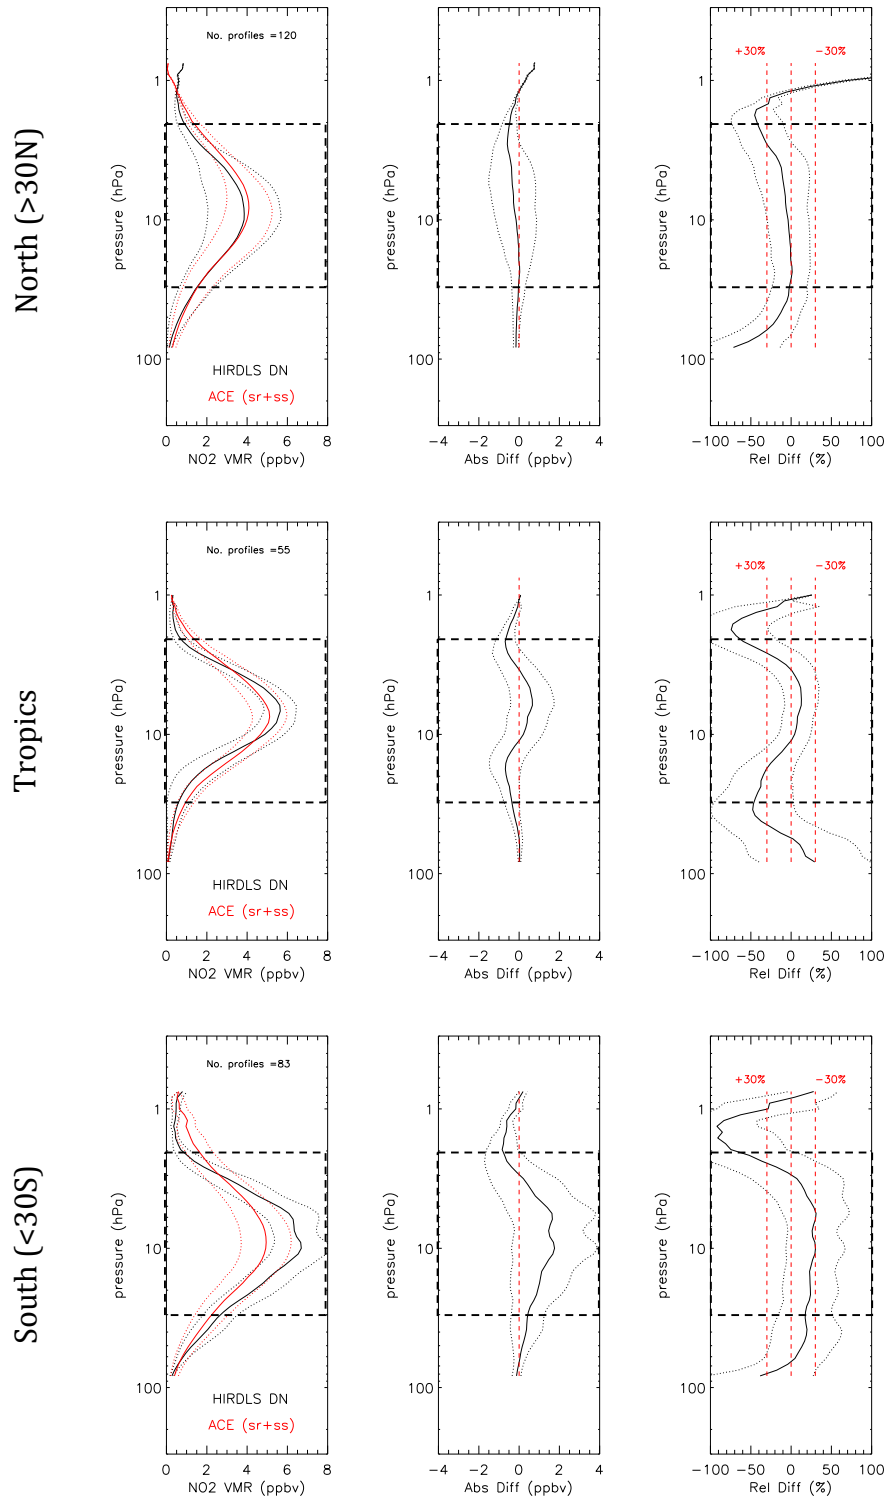 North (>30N)
No. profiles =120
1
10
100
pressure (hPa)
HIRDLS DN
ACE (sr+ss)
0 2 4 6 8
NO2 VMR (ppbv)
1
10
100
pressure (hPa)
−4 −2 0 2 4
Abs Diff (ppbv)
+30% −30%
1
10
100
pressure (hPa)
−100 −50 0 50 100
Rel Diff (%)
Tropics
No. profiles =55
1
10
100
pressure (hPa)
HIRDLS DN
ACE (sr+ss)
0 2 4 6 8
NO2 VMR (ppbv)
1
10
100
pressure (hPa)
−4 −2 0 2 4
Abs Diff (ppbv)
+30% −30%
1
10
100
pressure (hPa)
−100 −50 0 50 100
Rel Diff (%)
South (<30S)
No. profiles =83
1
10
100
pressure (hPa)
HIRDLS DN
ACE (sr+ss)
0 2 4 6 8
NO2 VMR (ppbv)
1
10
100
pressure (hPa)
−4 −2 0 2 4
Abs Diff (ppbv)
+30% −30%
1
10
100
pressure (hPa)
−100 −50 0 50 100
Rel Diff (%)